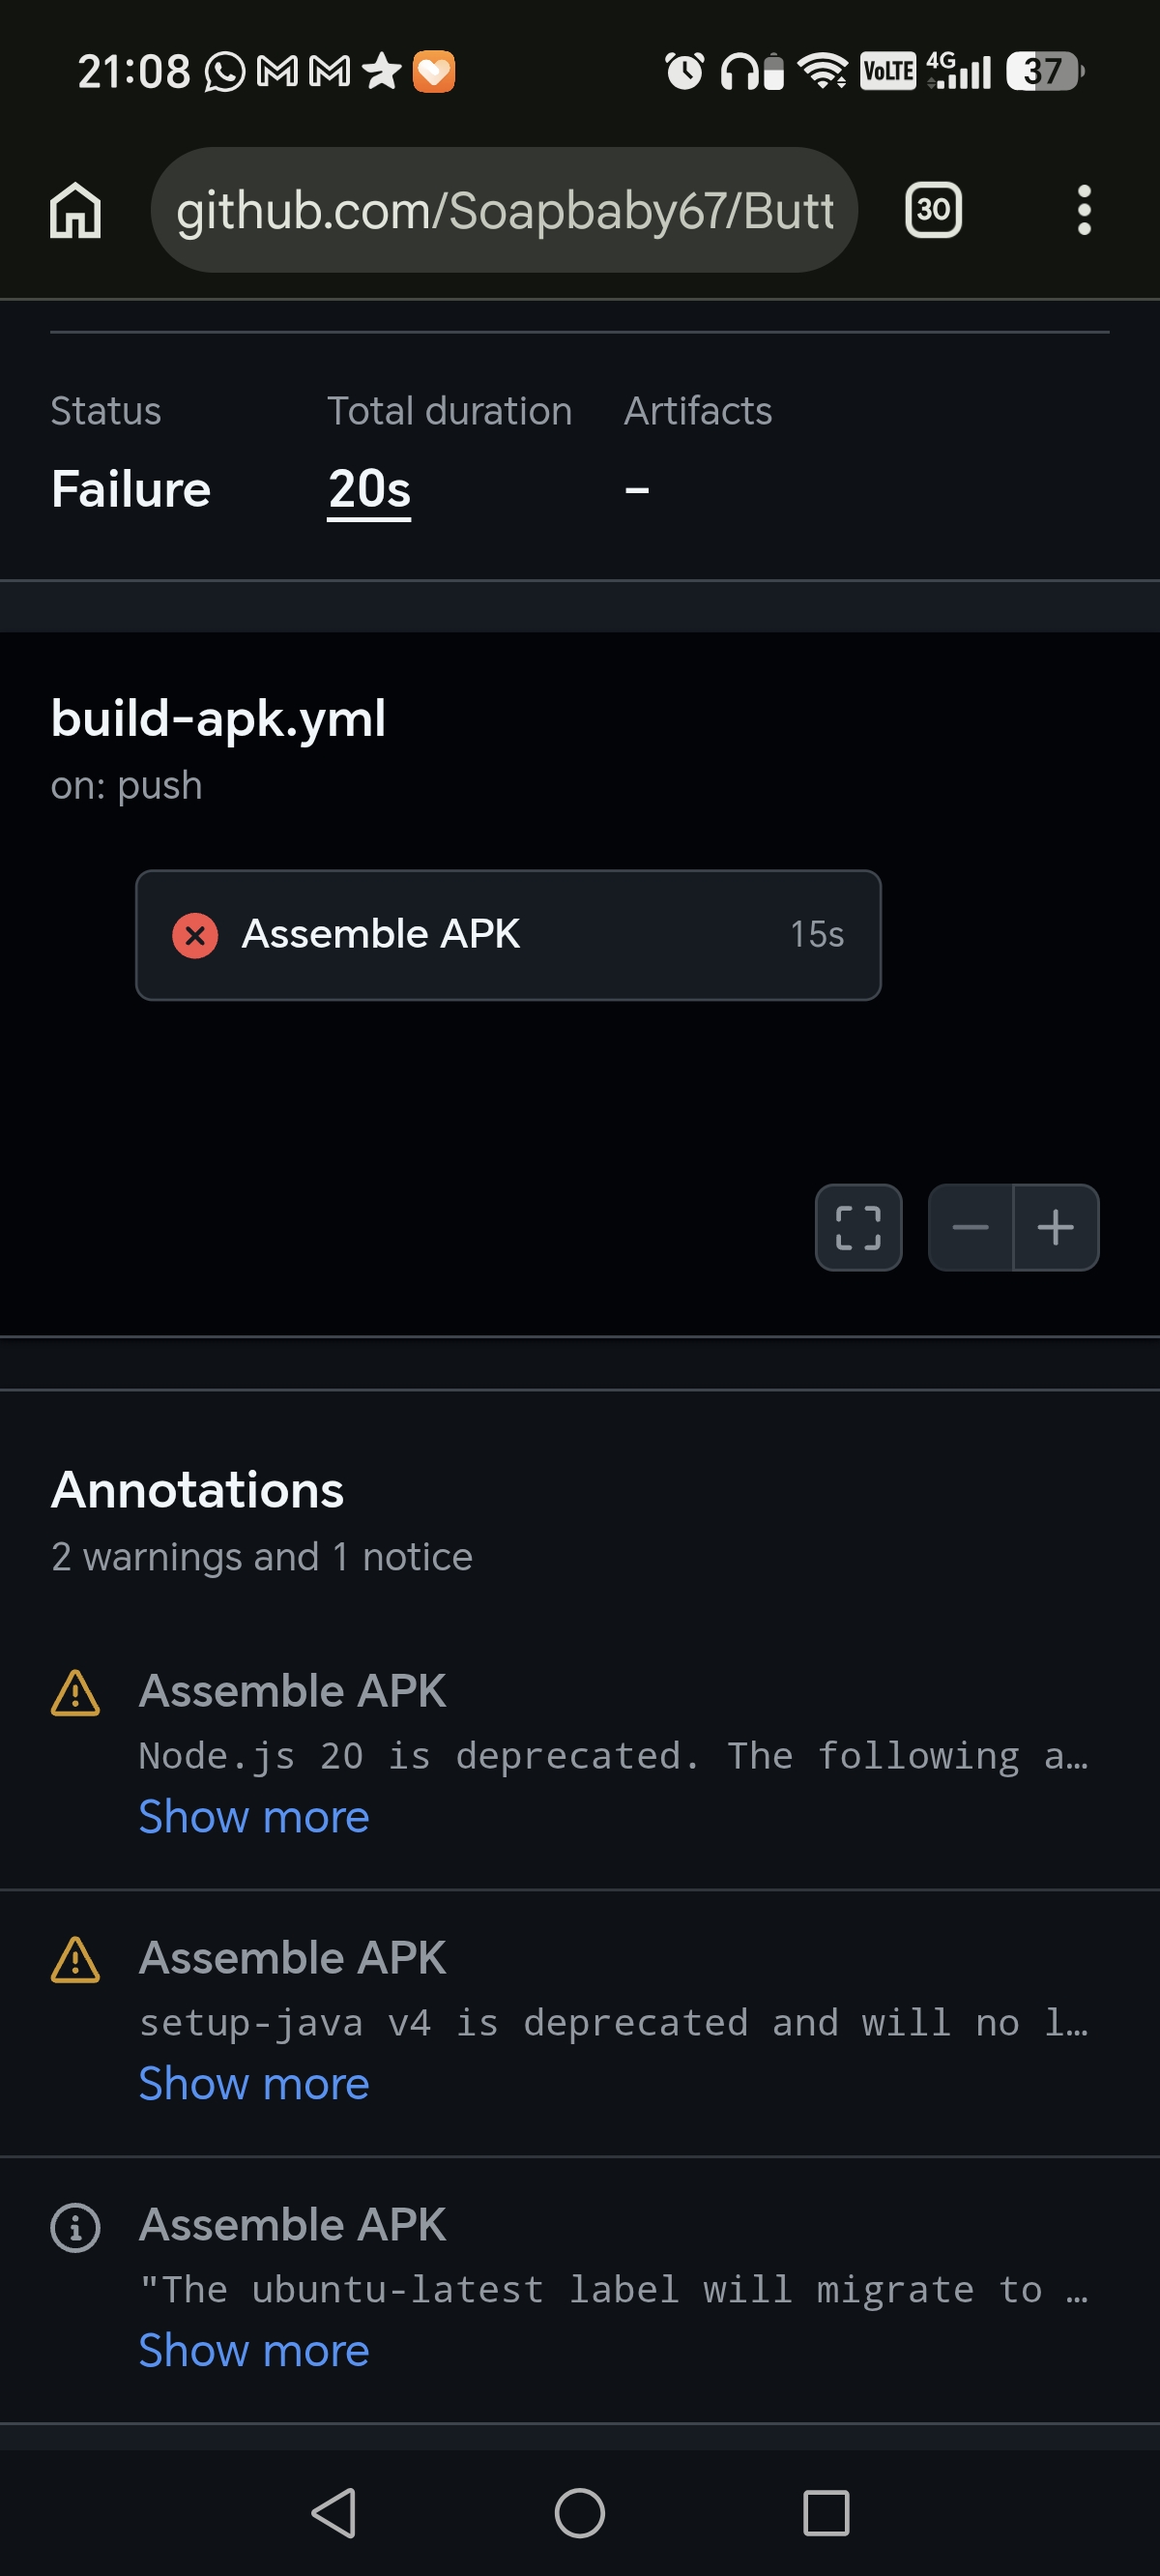 21:08 VoLTE 4G 37
github.com/Soapbaby67/Butt 30
Status Total duration Artifacts
Failure 20s –
build-apk.yml
on: push
Assemble APK 15s
Annotations
2 warnings and 1 notice
Assemble APK
Node.js 20 is deprecated. The following a…
Show more
Assemble APK
setup-java v4 is deprecated and will no l…
Show more
Assemble APK
"The ubuntu-latest label will migrate to …
Show more